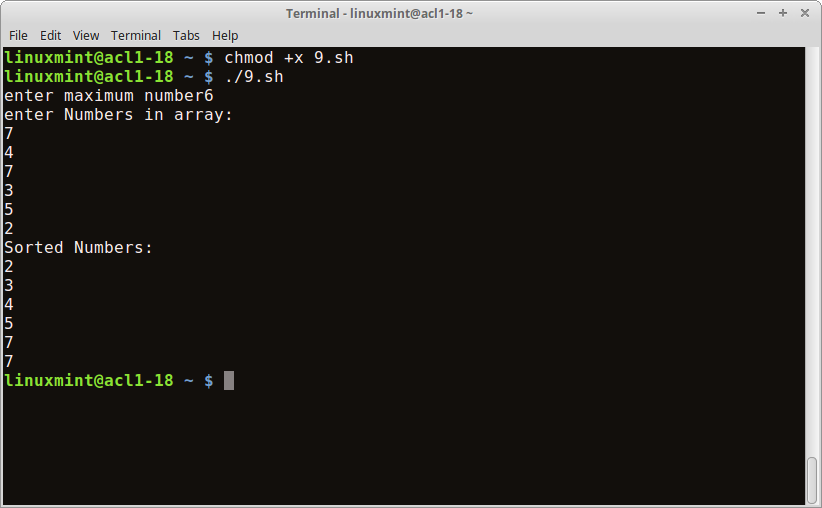 Terminal - linuxmint@acl1-18 ~
File Edit View Terminal Tabs Help
linuxmint@acl1-18 ~ $ chmod +x 9.sh
linuxmint@acl1-18 ~ $ ./9.sh
enter maximum number6
enter Numbers in array:
7
4
7
3
5
2
Sorted Numbers:
2
3
4
5
7
7
linuxmint@acl1-18 ~ $